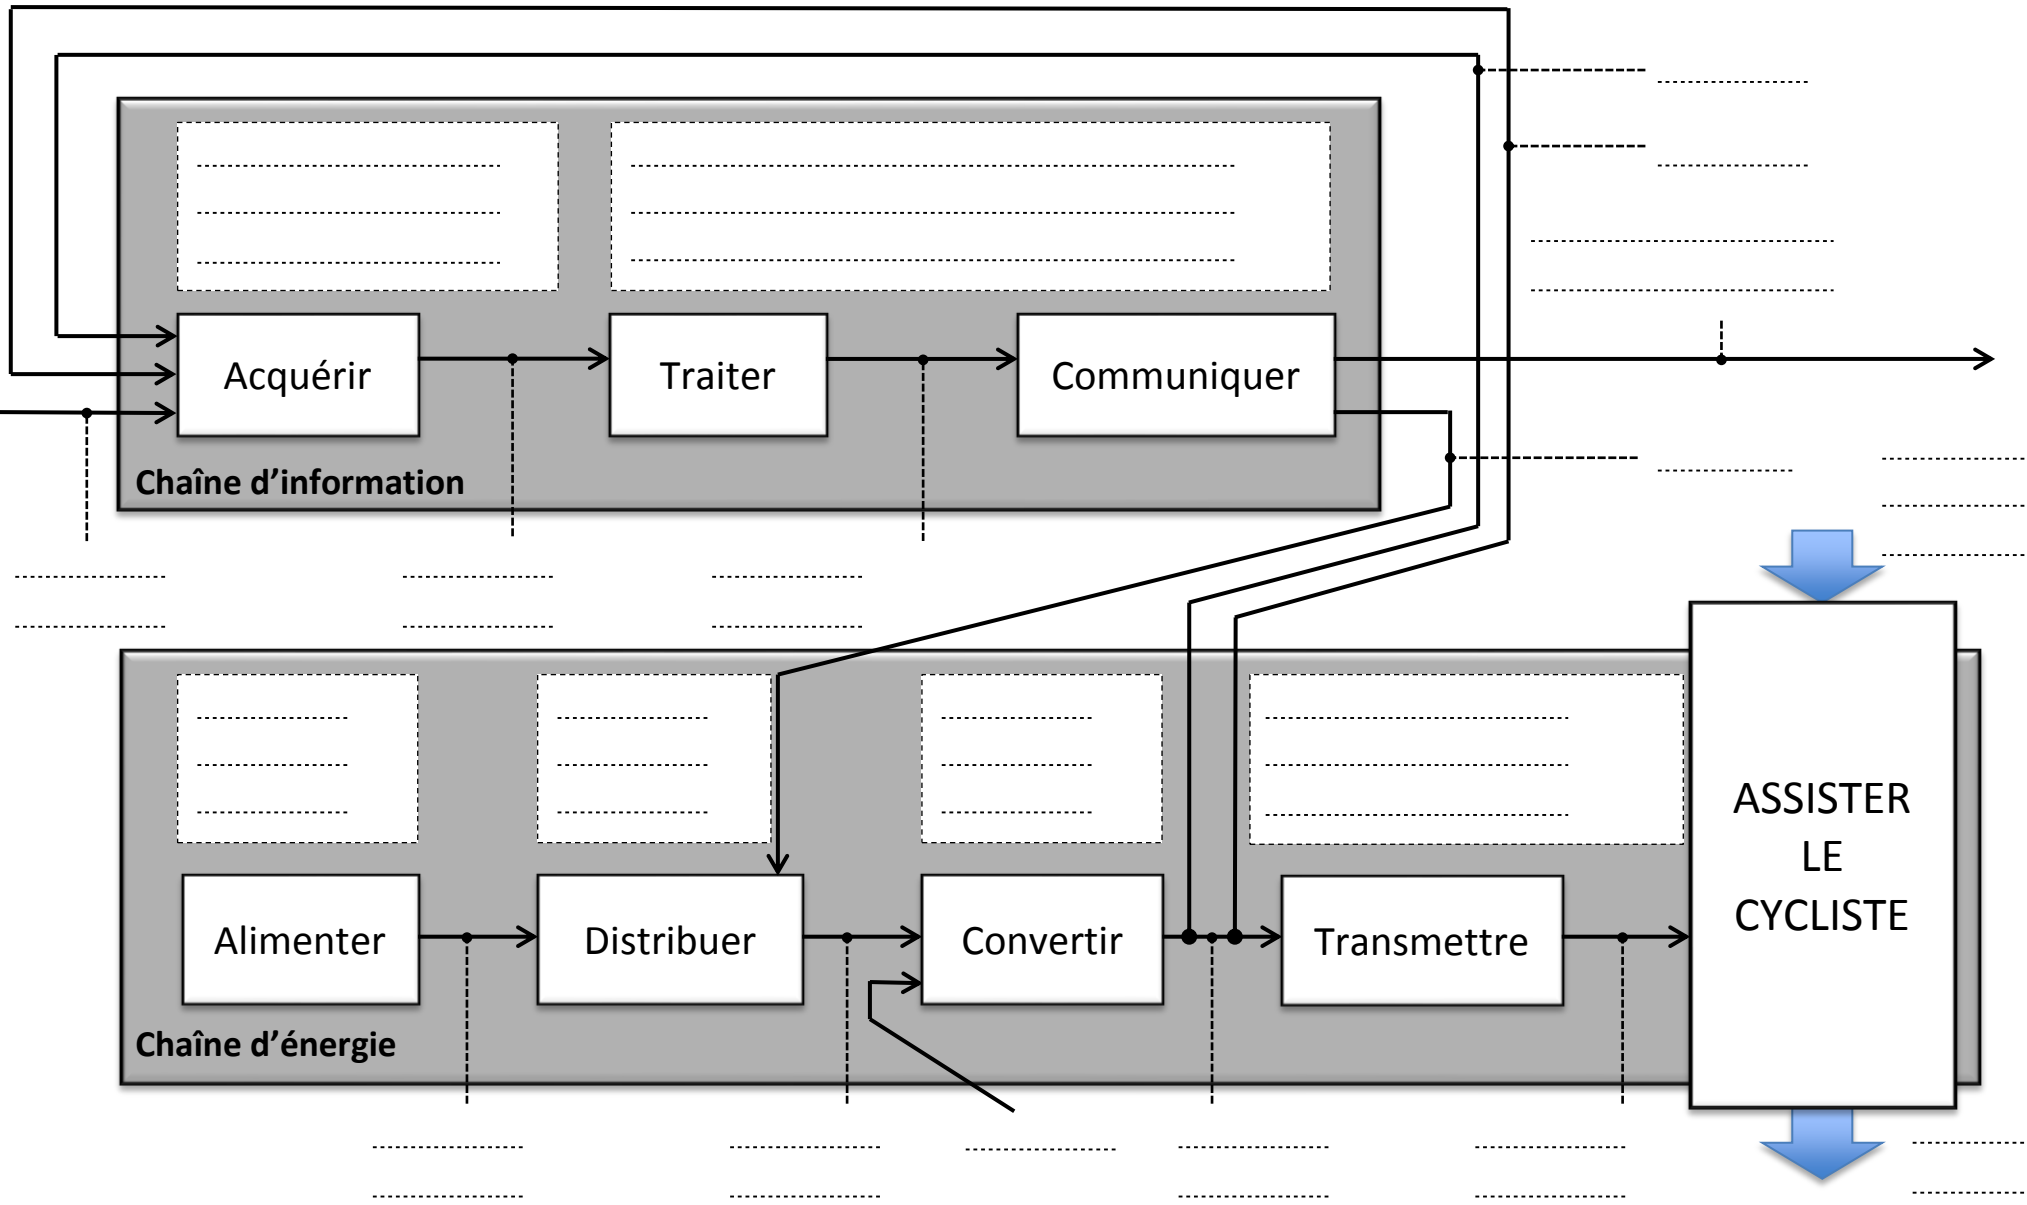 Acquérir
Traiter
Communiquer
Chaîne d’information
Alimenter
Distribuer
Convertir
Transmettre
ASSISTER
LE
CYCLISTE
Chaîne d’énergie